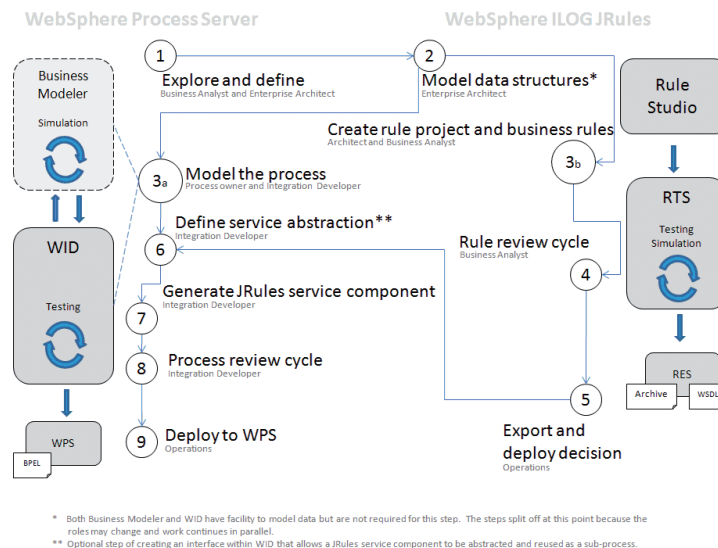 WebSphere Process Server
WebSphere ILOG JRules
1
Explore and define
Business Analyst and Enterprise Architect
2
Model data structures*
Enterprise Architect
Business
Modeler
Simulation
Rule
Studio
Create rule project and business rules
Architect and Business Analyst
3b
3a
Model the process
Process owner and Integration Developer
RTS
Testing
Simulation
WID
Testing
Define service abstraction**
Integration Developer
6
Rule review cycle
Business Analyst
4
Generate JRules service component
Integration Developer
7
Process review cycle
Integration Developer
8
RES
Archive
WSDL
5
Export and
deploy decision
Operations
WPS
BPEL
9
Deploy to WPS
Operations
* Both Business Modeler and WID have facility to model data but are not required for this step. The steps split off at this point because the
roles may change and work continues in parallel.
** Optional step of creating an interface within WID that allows a JRules service component to be abstracted and reused as a sub-process.